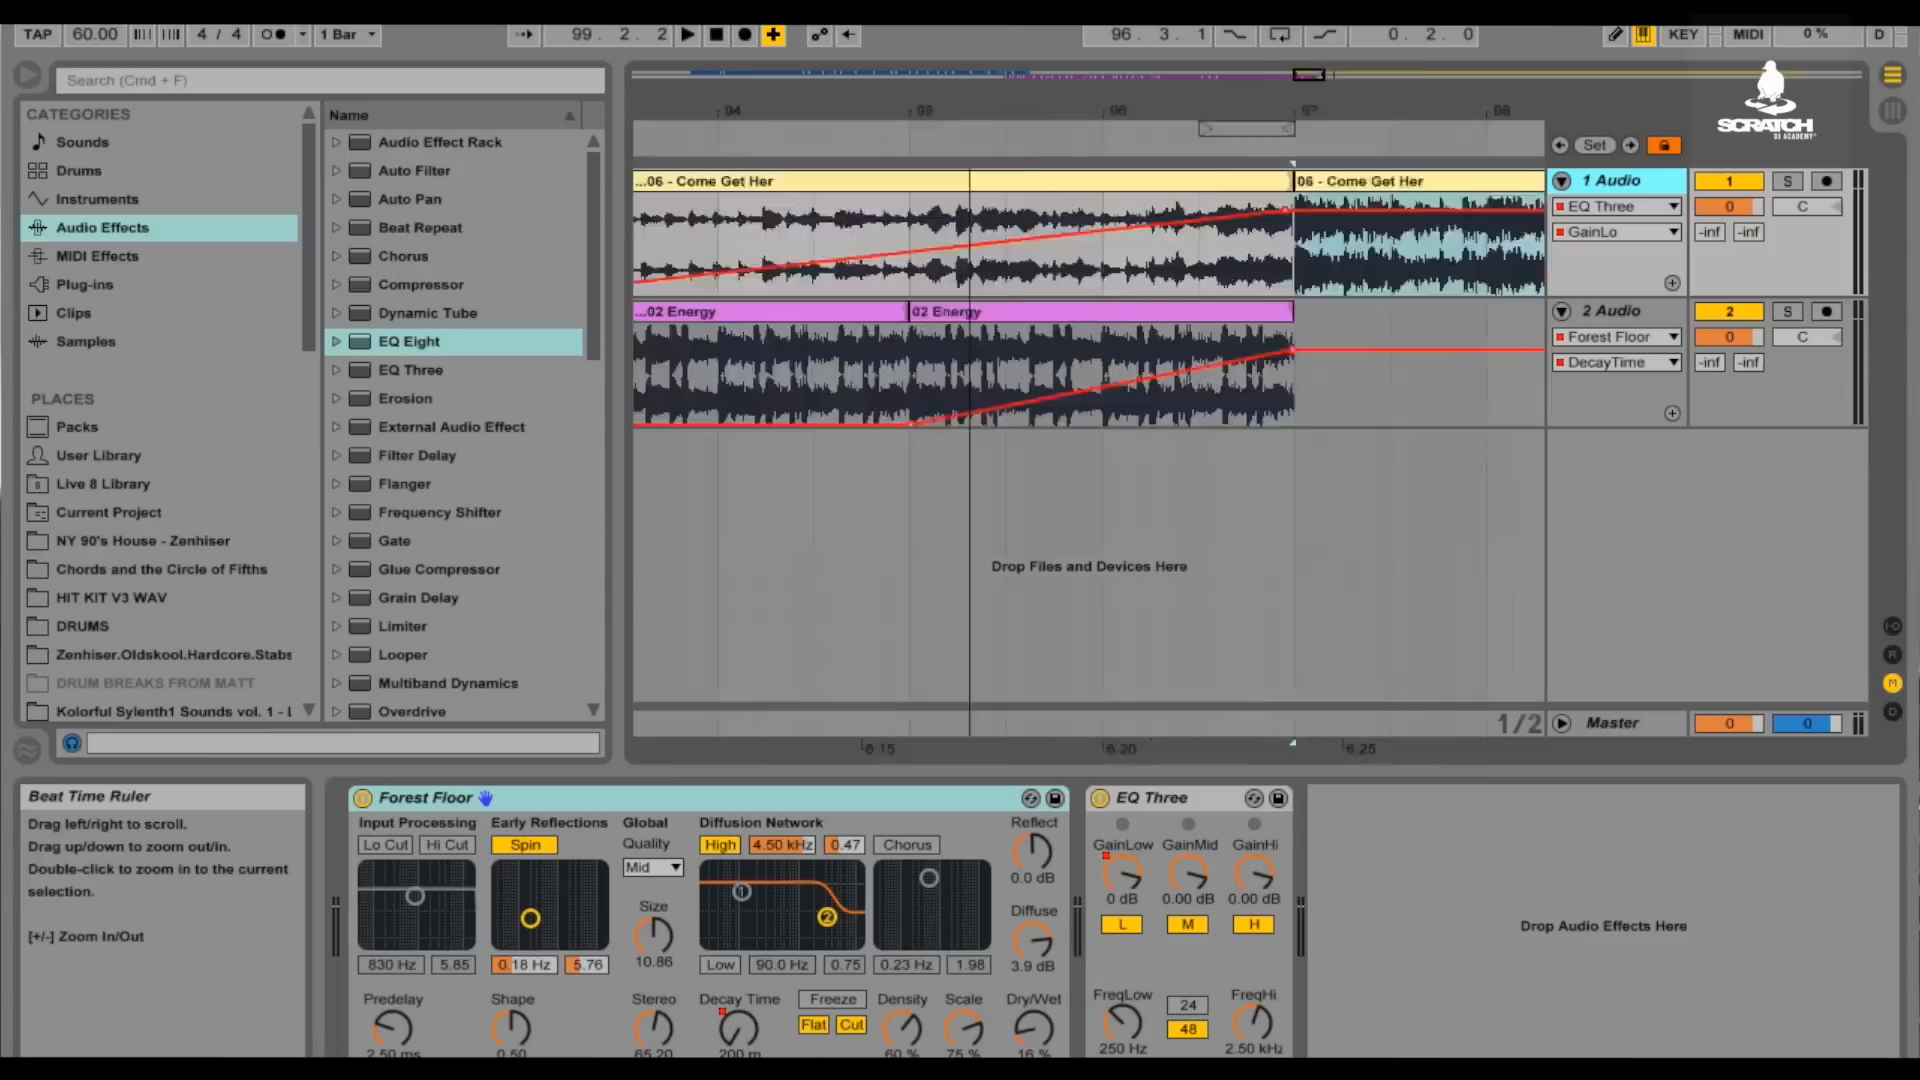 TAP 60.00 4 / 4 1 Bar 99. 2. 2 96. 3. 1 0. 2. 0 KEY MIDI 0 % D
Search (Cmd + F)
CATEGORIES
Sounds
Drums
Instruments
Audio Effects
MIDI Effects
Plug-ins
Clips
Samples
PLACES
Packs
User Library
Live 8 Library
Current Project
NY 90's House - Zenhiser
Chords and the Circle of Fifths
HIT KIT V3 WAV
DRUMS
Zenhiser.Oldskool.Hardcore.Stabs
DRUM BREAKS FROM MATT
Kolorful Sylenth1 Sounds vol. 1 - L
Name
Audio Effect Rack
Auto Filter
Auto Pan
Beat Repeat
Chorus
Compressor
Dynamic Tube
EQ Eight
EQ Three
Erosion
External Audio Effect
Filter Delay
Flanger
Frequency Shifter
Gate
Glue Compressor
Grain Delay
Limiter
Looper
Multiband Dynamics
Overdrive
94 95 96 97 98
SCRATCH
DJ ACADEMY
Set
...06 - Come Get Her 06 - Come Get Her
1 Audio 1 S
EQ Three 0 C
GainLo -inf -inf
...02 Energy 02 Energy
2 Audio 2 S
Forest Floor 0 C
DecayTime -inf -inf
Drop Files and Devices Here
I-O
R
M
D
1/2 Master 0 0
6:15 6:20 6:25
Beat Time Ruler
Drag left/right to scroll.
Drag up/down to zoom out/in.
Double-click to zoom in to the current
selection.
[+/-] Zoom In/Out
Forest Floor
Input Processing Early Reflections Global Diffusion Network Reflect
Lo Cut Hi Cut Spin Quality High 4.50 kHz 0.47 Chorus
Mid 0.0 dB
1 2
Size Diffuse
10.86 3.9 dB
830 Hz 5.85 0.18 Hz 5.76 Low 90.0 Hz 0.75 0.23 Hz 1.98
Predelay Shape Stereo Decay Time Freeze Density Scale Dry/Wet
Flat Cut
2.50 ms 0.50 65.20 200 m 60 % 75 % 16 %
EQ Three
GainLow GainMid GainHi
0 dB 0.00 dB 0.00 dB
L M H
FreqLow 24 FreqHi
48
250 Hz 2.50 kHz
Drop Audio Effects Here